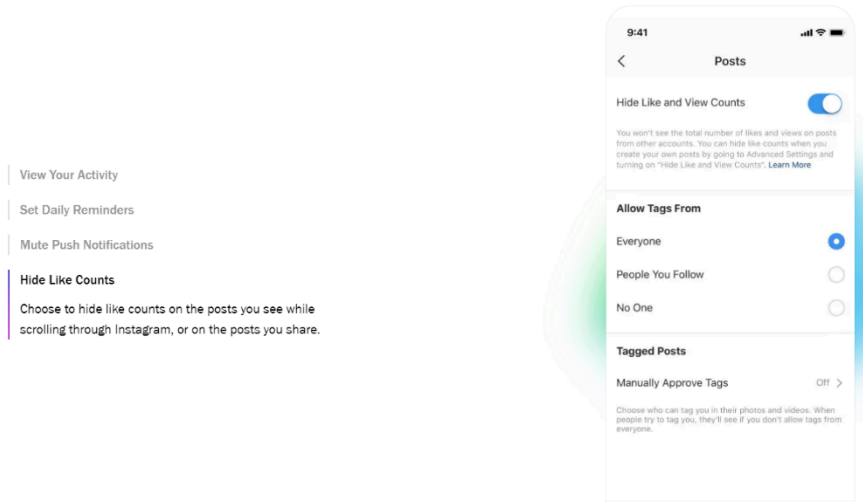 View Your Activity
Set Daily Reminders
Mute Push Notifications
Hide Like Counts
Choose to hide like counts on the posts you see while
scrolling through Instagram, or on the posts you share.
9:41
Posts
Hide Like and View Counts
You won't see the total number of likes and views on posts
from other accounts. You can hide like counts when you
create your own posts by going to Advanced Settings and
turning on "Hide Like and View Counts". Learn More
Allow Tags From
Everyone
People You Follow
No One
Tagged Posts
Manually Approve Tags Off
Choose who can tag you in their photos and videos. When
people try to tag you, they'll see if you don't allow tags from
everyone.